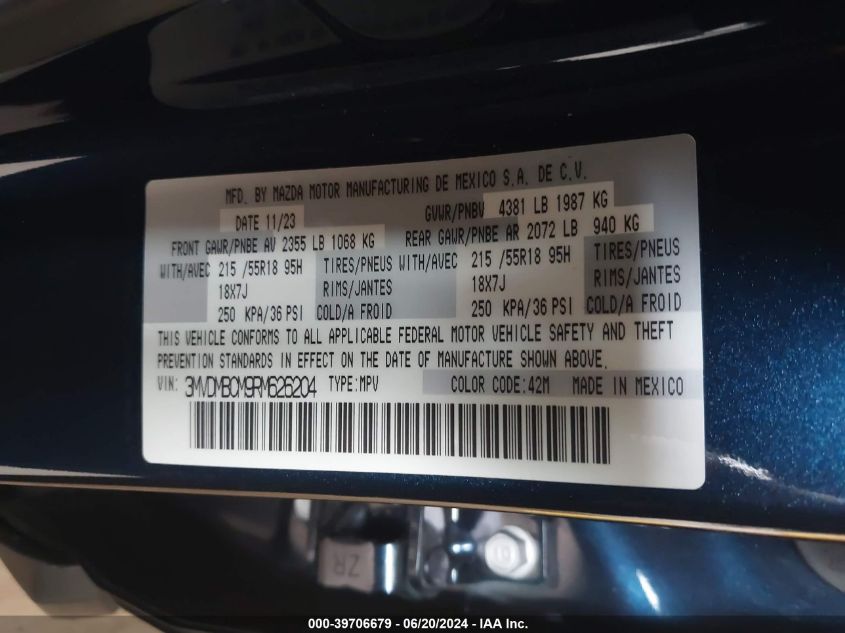 MFD. BY MAZDA MOTOR MANUFACTURING DE MEXICO S.A. DE C.V.
DATE 11/23 GVWR/PNBV 4381 LB 1987 KG
FRONT GAWR/PNBE AV 2355 LB 1068 KG REAR GAWR/PNBE AR 2072 LB 940 KG
WITH/AVEC 215 /55R18 95H TIRES/PNEUS WITH/AVEC 215 /55R18 95H TIRES/PNEUS
18X7J RIMS/JANTES 18X7J RIMS/JANTES
250 KPA/36 PSI COLD/A FROID 250 KPA/36 PSI COLD/A FROID
THIS VEHICLE CONFORMS TO ALL APPLICABLE FEDERAL MOTOR VEHICLE SAFETY AND THEFT
PREVENTION STANDARDS IN EFFECT ON THE DATE OF MANUFACTURE SHOWN ABOVE.
VIN: 3MVDMBCM9RM626204 TYPE:MPV COLOR CODE:42M MADE IN MEXICO
ZR
000-39706679 / 06/20/2024 - IAA Inc.